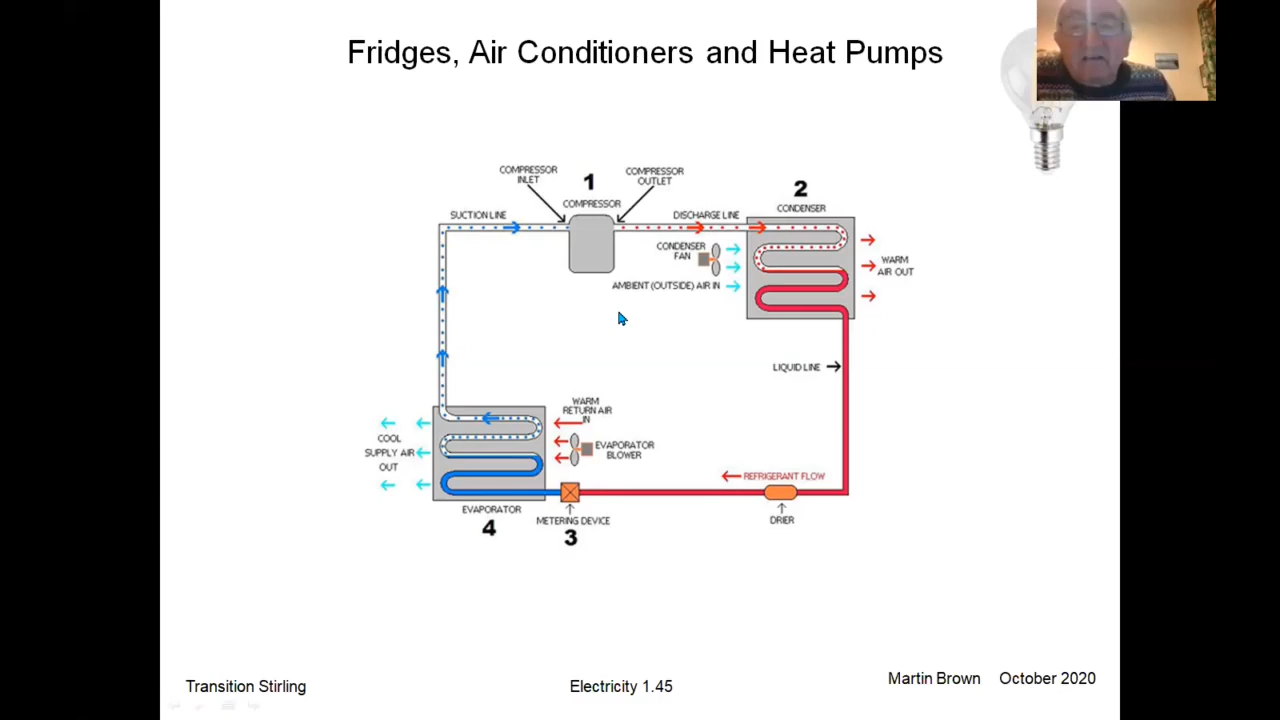 Fridges, Air Conditioners and Heat Pumps
COMPRESSOR
INLET
1
COMPRESSOR
OUTLET
2
COMPRESSOR
CONDENSER
SUCTION LINE
DISCHARGE LINE
CONDENSER
FAN
WARM
AIR OUT
AMBIENT (OUTSIDE) AIR IN
LIQUID LINE
WARM
RETURN AIR
IN
COOL
SUPPLY AIR
OUT
EVAPORATOR
BLOWER
REFRIGERANT FLOW
EVAPORATOR
4
METERING DEVICE
3
DRIER
Transition Stirling
Electricity 1.45
Martin Brown October 2020